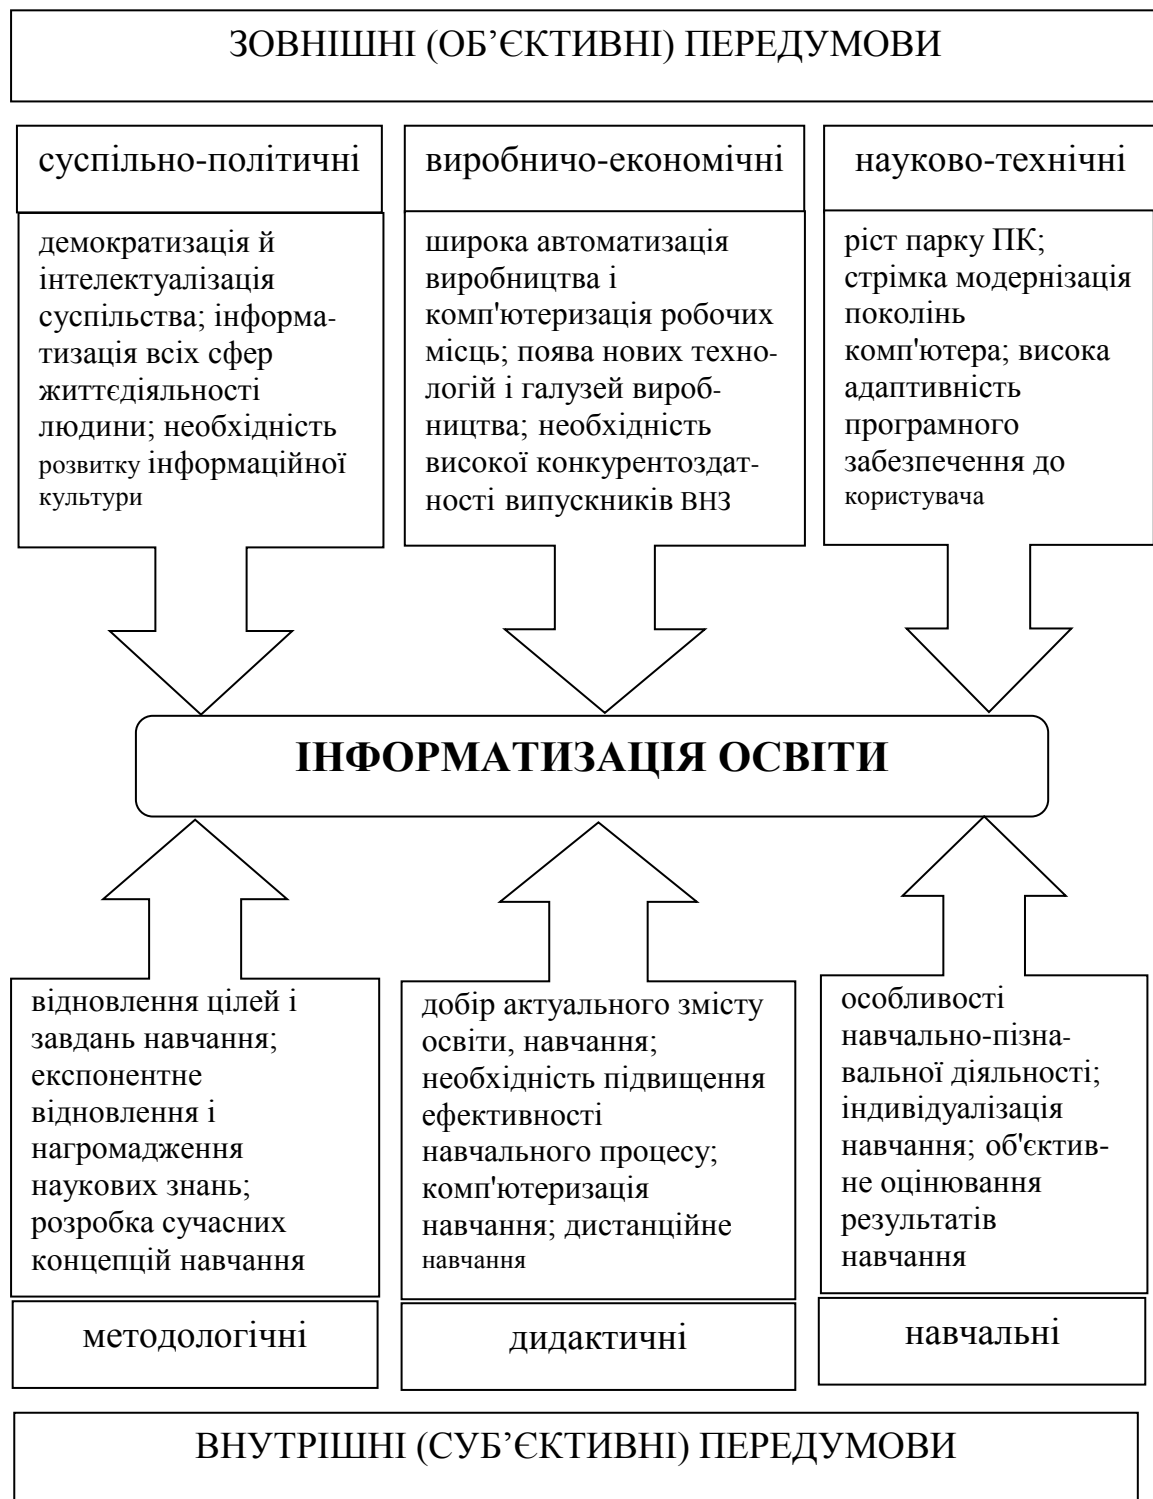 ЗОВНІШНІ (ОБ’ЄКТИВНІ) ПЕРЕДУМОВИ
суспільно-політичні
демократизація й
інтелектуалізація
суспільства; інформа-
тизація всіх сфер
життєдіяльності
людини; необхідність
розвитку інформаційної
культури
виробничо-економічні
широка автоматизація
виробництва і
комп'ютеризація робочих
місць; поява нових техно-
логій і галузей вироб-
ництва; необхідність
високої конкурентоздат-
ності випускників ВНЗ
науково-технічні
ріст парку ПК;
стрімка модернізація
поколінь
комп'ютера; висока
адаптивність
програмного
забезпечення до
користувача
ІНФОРМАТИЗАЦІЯ ОСВІТИ
відновлення цілей і
завдань навчання;
експонентне
відновлення і
нагромадження
наукових знань;
розробка сучасних
концепцій навчання
методологічні
добір актуального змісту
освіти, навчання;
необхідність підвищення
ефективності
навчального процесу;
комп'ютеризація
навчання; дистанційне
навчання
дидактичні
особливості
навчально-пізна-
вальної діяльності;
індивідуалізація
навчання; об'єктив-
не оцінювання
результатів
навчання
навчальні
ВНУТРІШНІ (СУБ’ЄКТИВНІ) ПЕРЕДУМОВИ